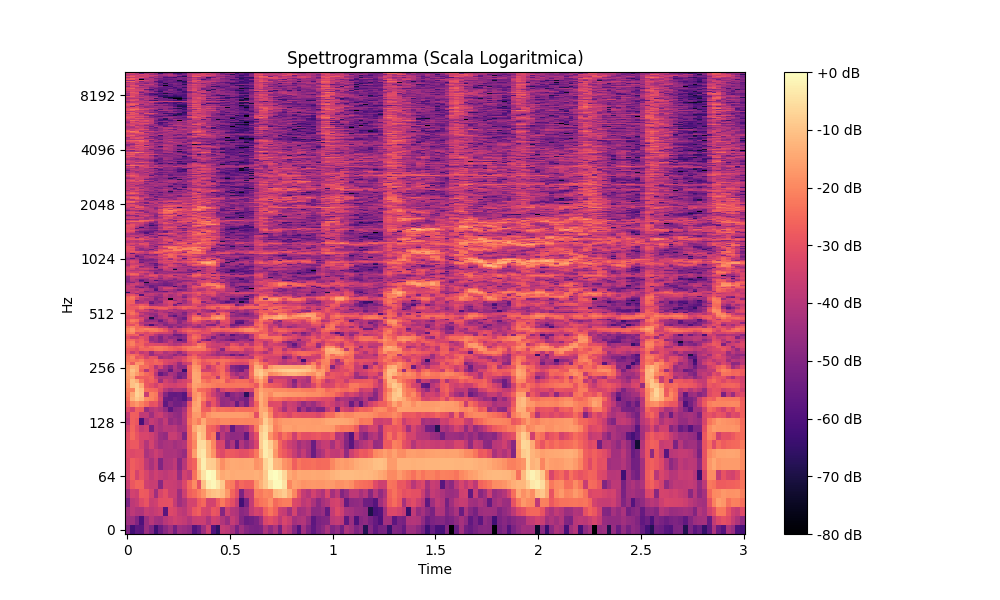 Spettrogramma (Scala Logaritmica)
Hz
8192
4096
2048
1024
512
256
128
64
0
0
0.5
1
1.5
2
2.5
3
Time
+0 dB
-10 dB
-20 dB
-30 dB
-40 dB
-50 dB
-60 dB
-70 dB
-80 dB